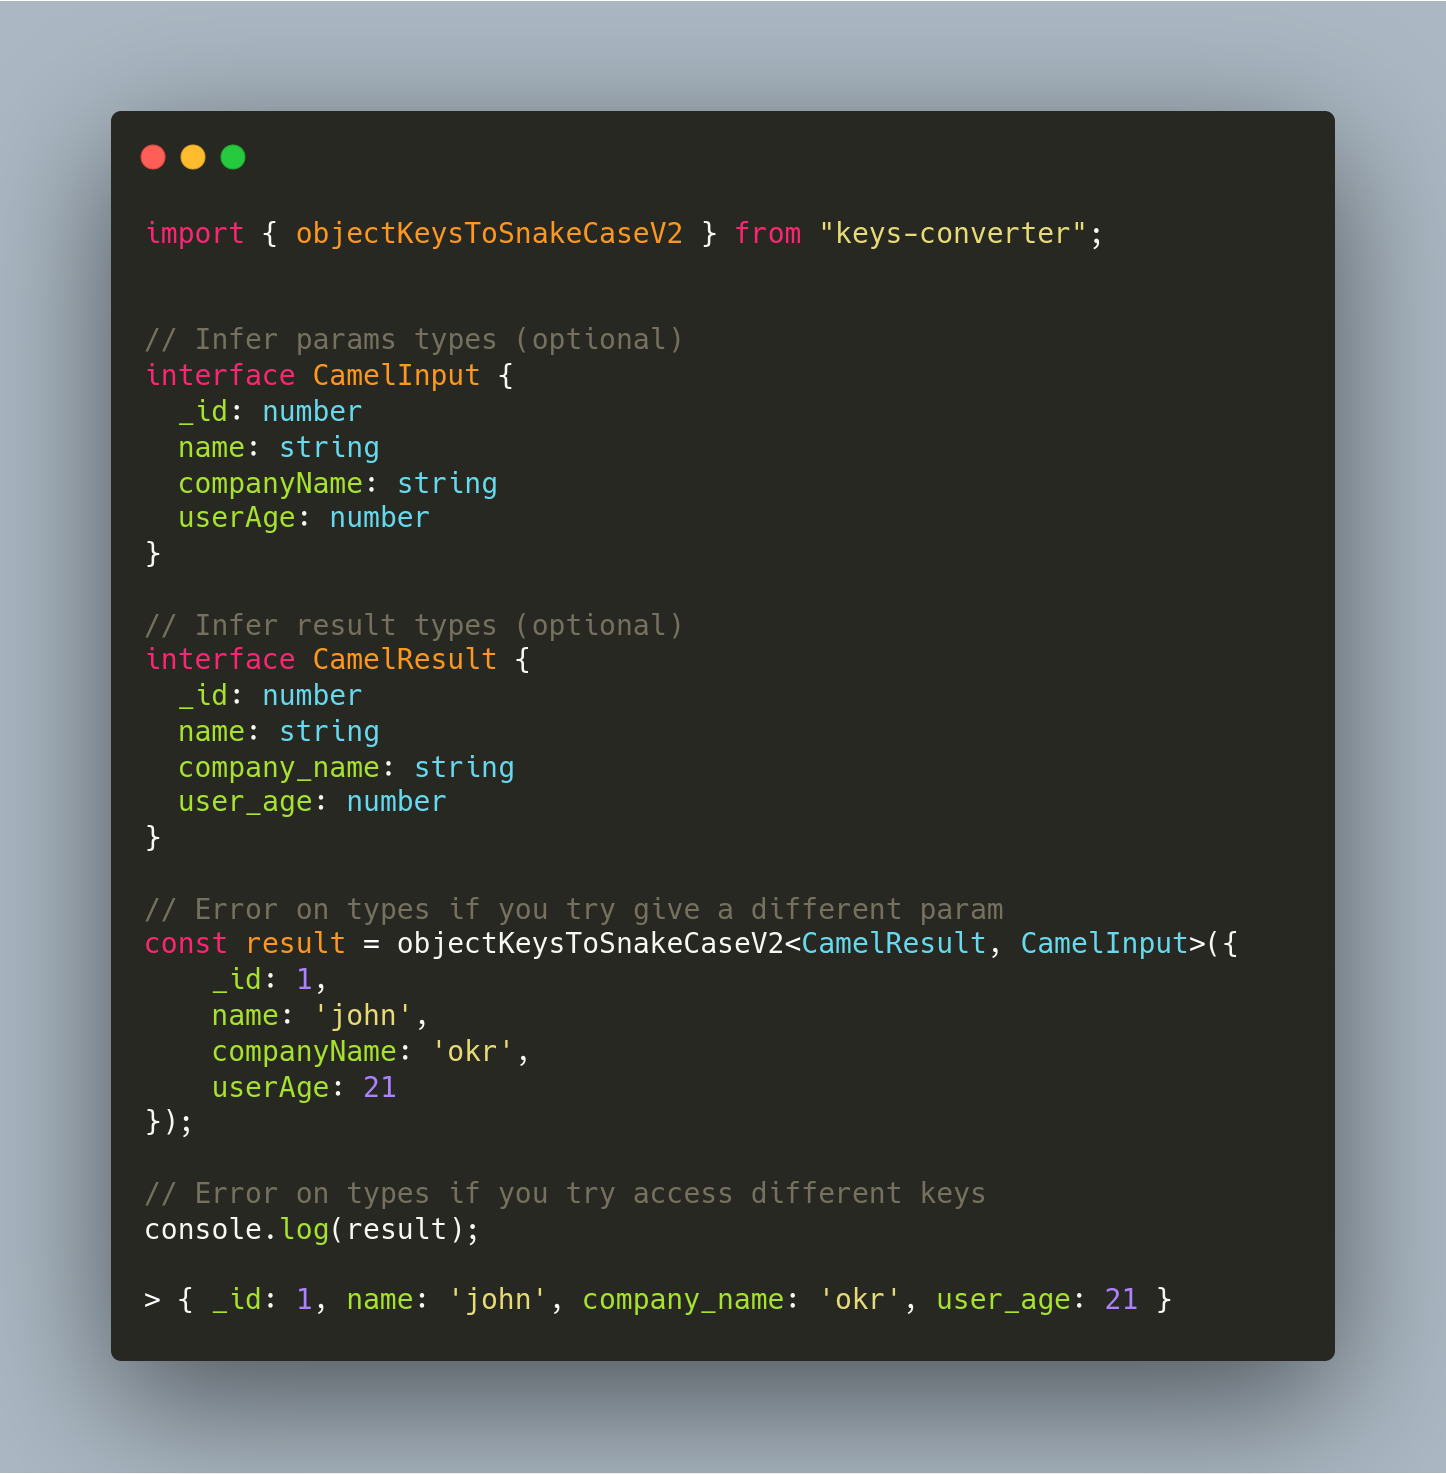 import { objectKeysToSnakeCaseV2 } from "keys-converter";
// Infer params types (optional)
interface CamelInput {
  _id: number
  name: string
  companyName: string
  userAge: number
}
// Infer result types (optional)
interface CamelResult {
  _id: number
  name: string
  company_name: string
  user_age: number
}
// Error on types if you try give a different param
const result = objectKeysToSnakeCaseV2<CamelResult, CamelInput>({
    _id: 1,
    name: 'john',
    companyName: 'okr',
    userAge: 21
});
// Error on types if you try access different keys
console.log(result);
> { _id: 1, name: 'john', company_name: 'okr', user_age: 21 }